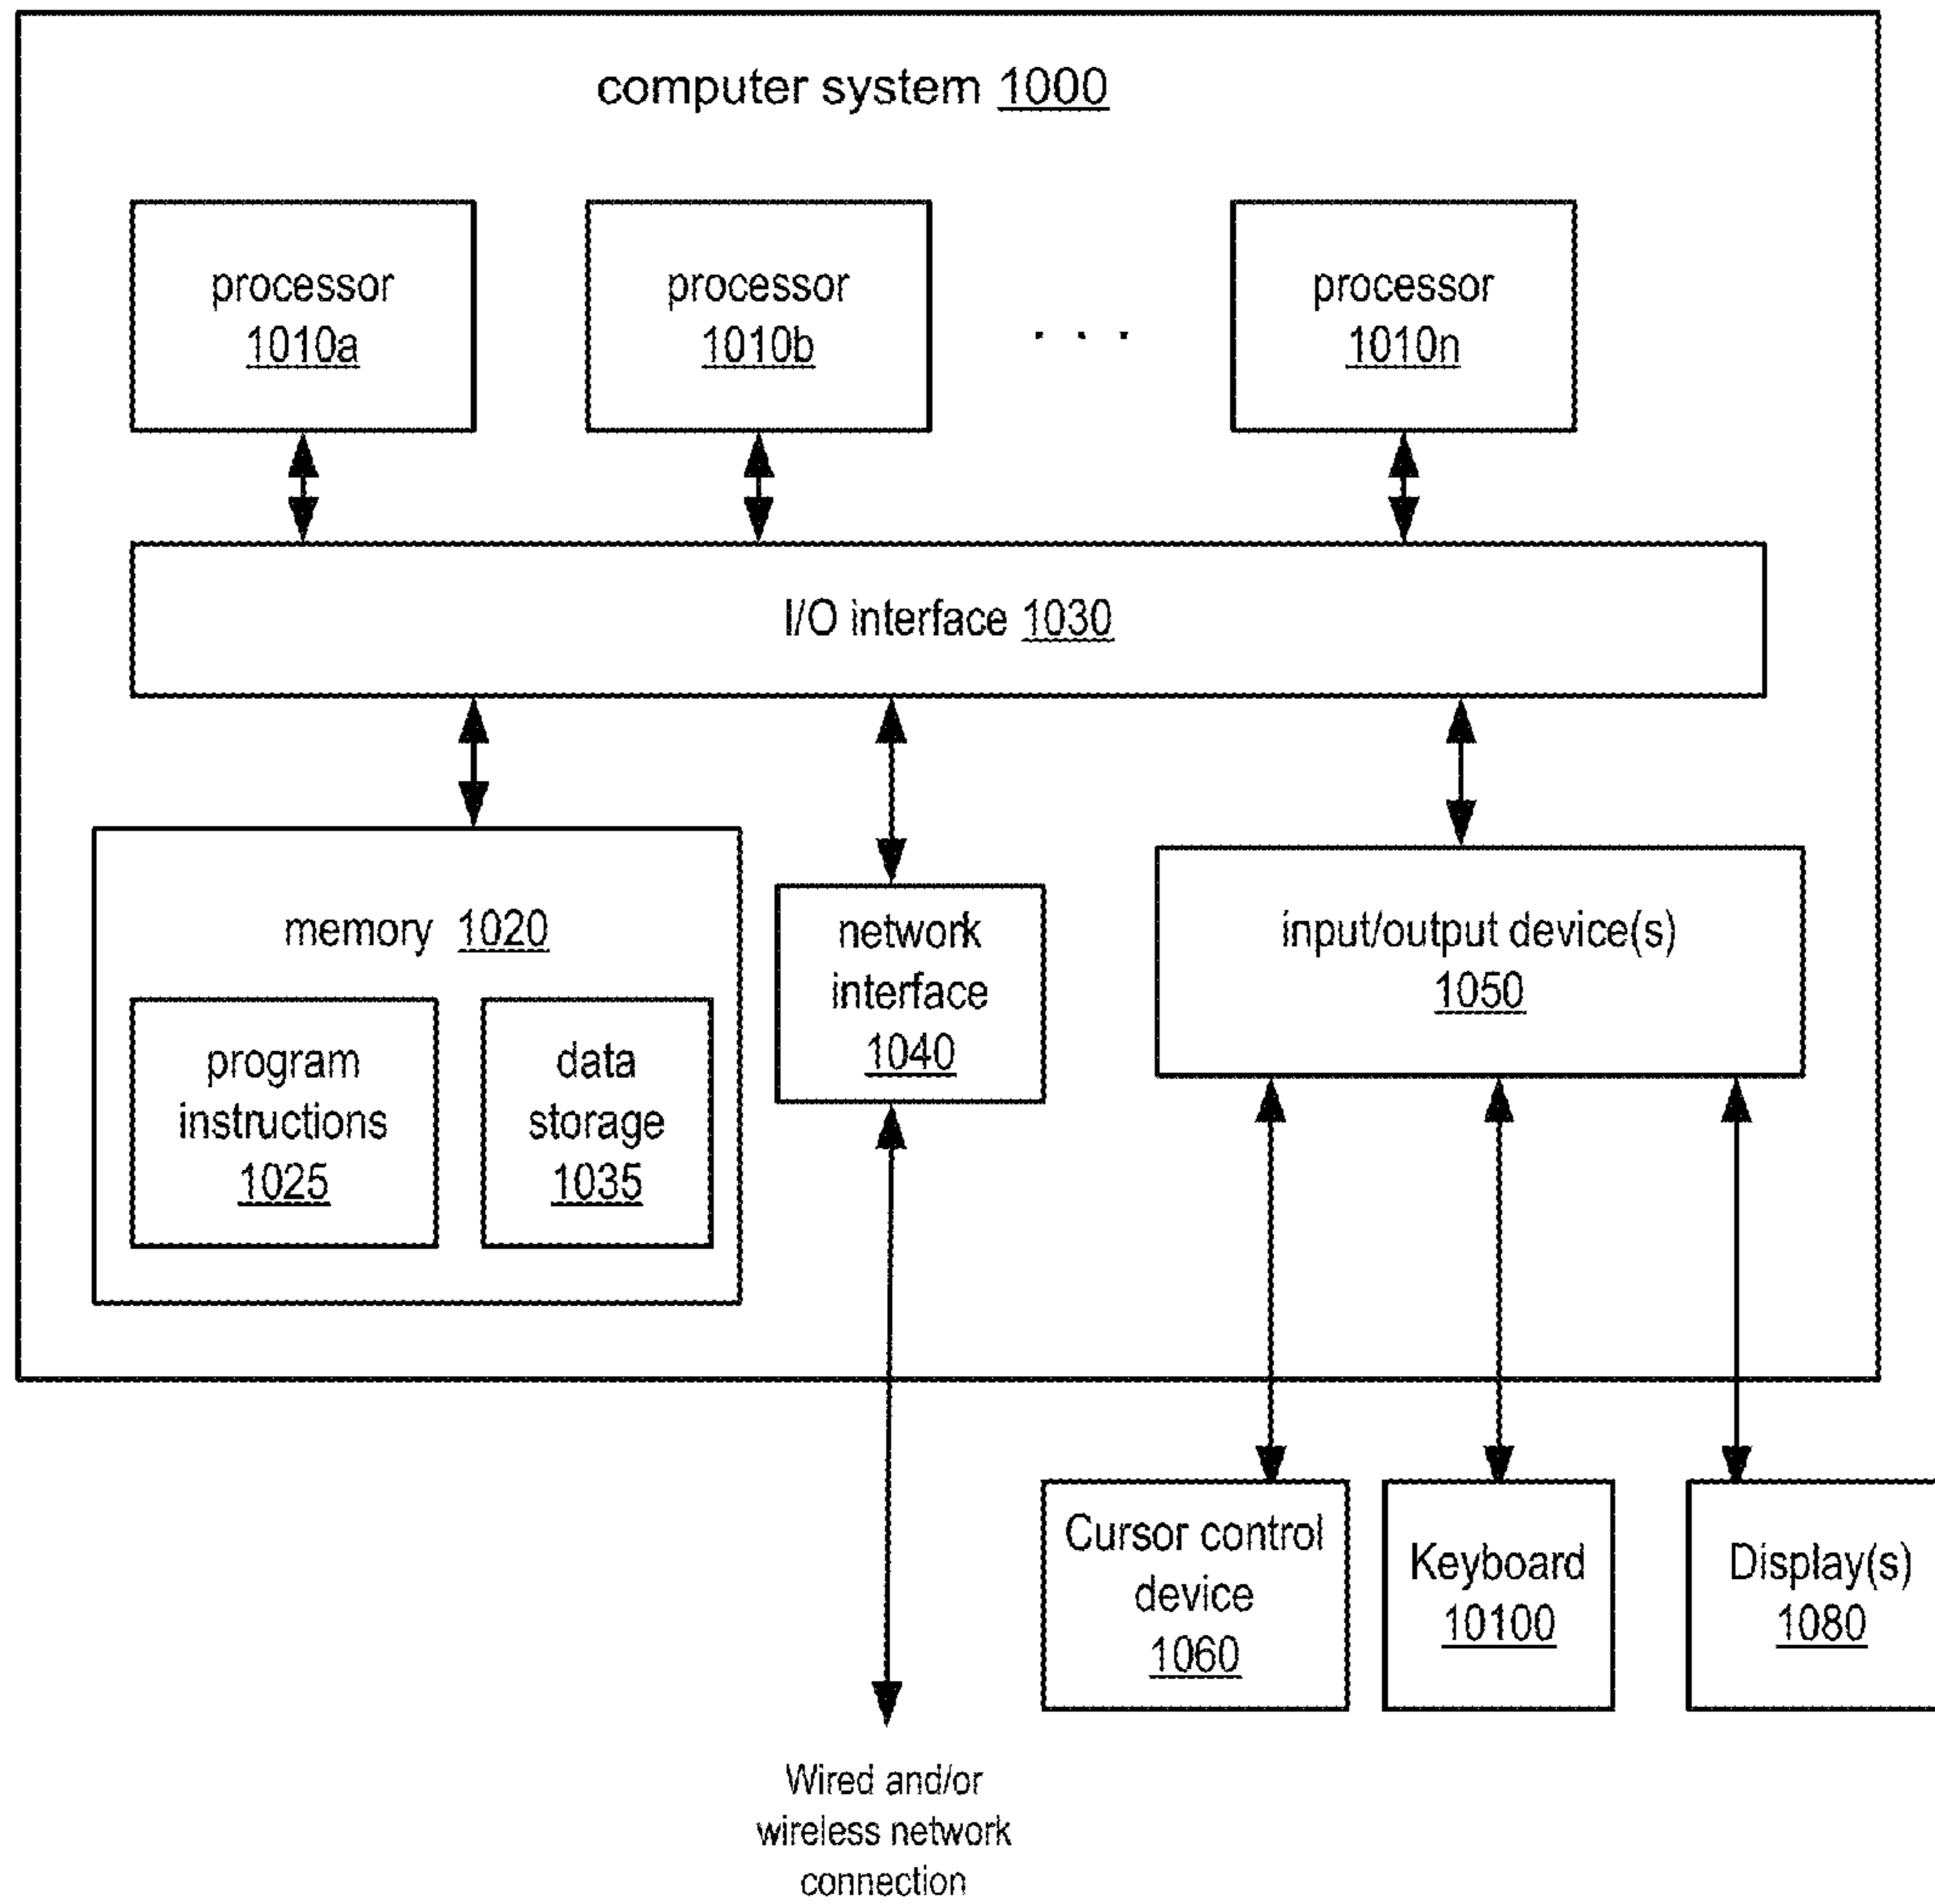 computer system 1000
processor
1010a
processor
1010b
. . .
processor
1010n
I/O interface 1030
memory 1020
program
instructions
1025
data
storage
1035
network
interface
1040
input/output device(s)
1050
Cursor control
device
1060
Keyboard
10100
Display(s)
1080
Wired and/or
wireless network
connection